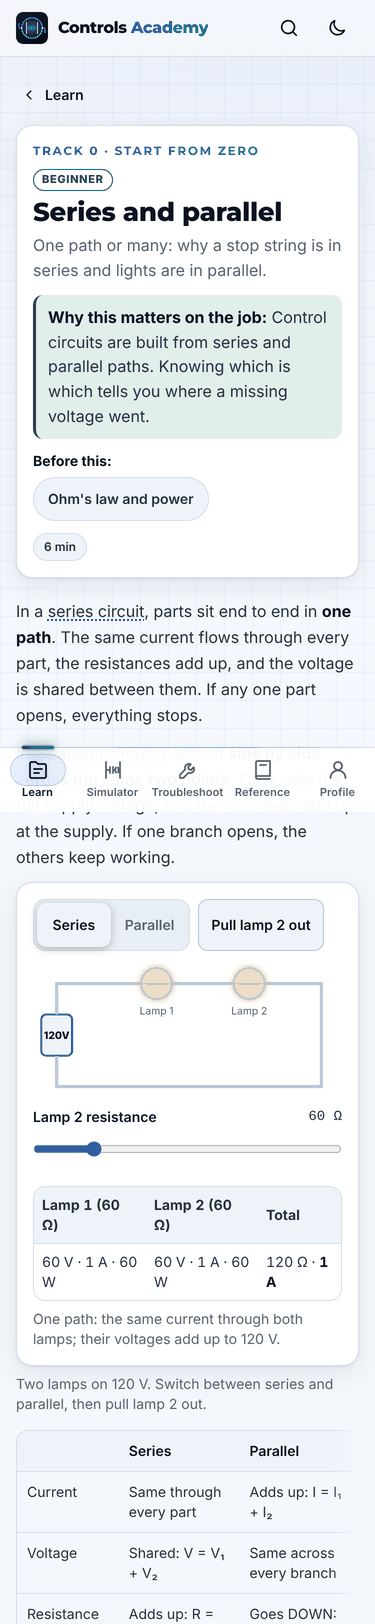 Controls Academy
Learn
TRACK 0 · START FROM ZERO
BEGINNER
Series and parallel
One path or many: why a stop string is in
series and lights are in parallel.
Why this matters on the job: Control
circuits are built from series and
parallel paths. Knowing which is
which tells you where a missing
voltage went.
Before this:
Ohm's law and power
6 min
In a series circuit, parts sit end to end in one
path. The same current flows through every
part, the resistances add up, and the voltage
is shared between them. If any one part
opens, everything stops.
Learn
Simulator
Troubleshoot
Reference
Profile
at the supply. If one branch opens, the
others keep working.
Series
Parallel
Pull lamp 2 out
120V
Lamp 1
Lamp 2
Lamp 2 resistance
60 Ω
Lamp 1 (60 Ω)
Lamp 2 (60 Ω)
Total
60 V · 1 A · 60 W
60 V · 1 A · 60 W
120 Ω · 1 A
One path: the same current through both
lamps; their voltages add up to 120 V.
Two lamps on 120 V. Switch between series and
parallel, then pull lamp 2 out.
Series
Parallel
Current
Same through every part
Adds up: I = I₁ + I₂
Voltage
Shared: V = V₁ + V₂
Same across every branch
Resistance
Adds up: R =
Goes DOWN: